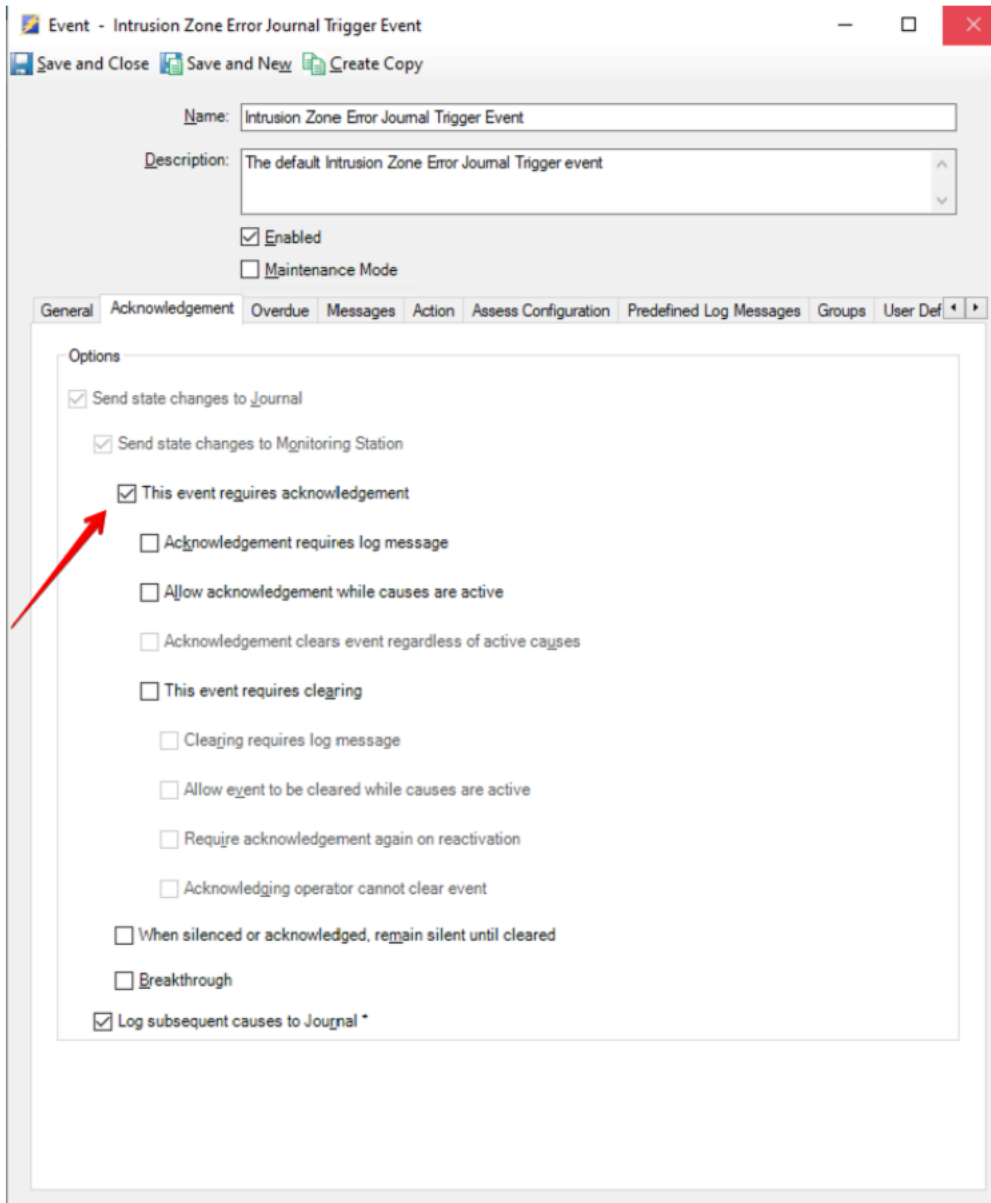 Event - Intrusion Zone Error Journal Trigger Event
Save and Close Save and New Create Copy
Name: Intrusion Zone Error Journal Trigger Event
Description: The default Intrusion Zone Error Journal Trigger event
Enabled
Maintenance Mode
General Acknowledgement Overdue Messages Action Assess Configuration Predefined Log Messages Groups User Def
Options
Send state changes to Journal
Send state changes to Monitoring Station
This event requires acknowledgement
Acknowledgement requires log message
Allow acknowledgement while causes are active
Acknowledgement clears event regardless of active causes
This event requires clearing
Clearing requires log message
Allow event to be cleared while causes are active
Require acknowledgement again on reactivation
Acknowledging operator cannot clear event
When silenced or acknowledged, remain silent until cleared
Breakthrough
Log subsequent causes to Journal *